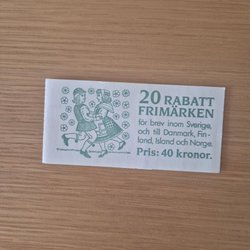 20 RABATT
FRIMÄRKEN
för brev inom Sverige,
och till Danmark, Fin-
land, Island och Norge.
Pris: 40 kronor.